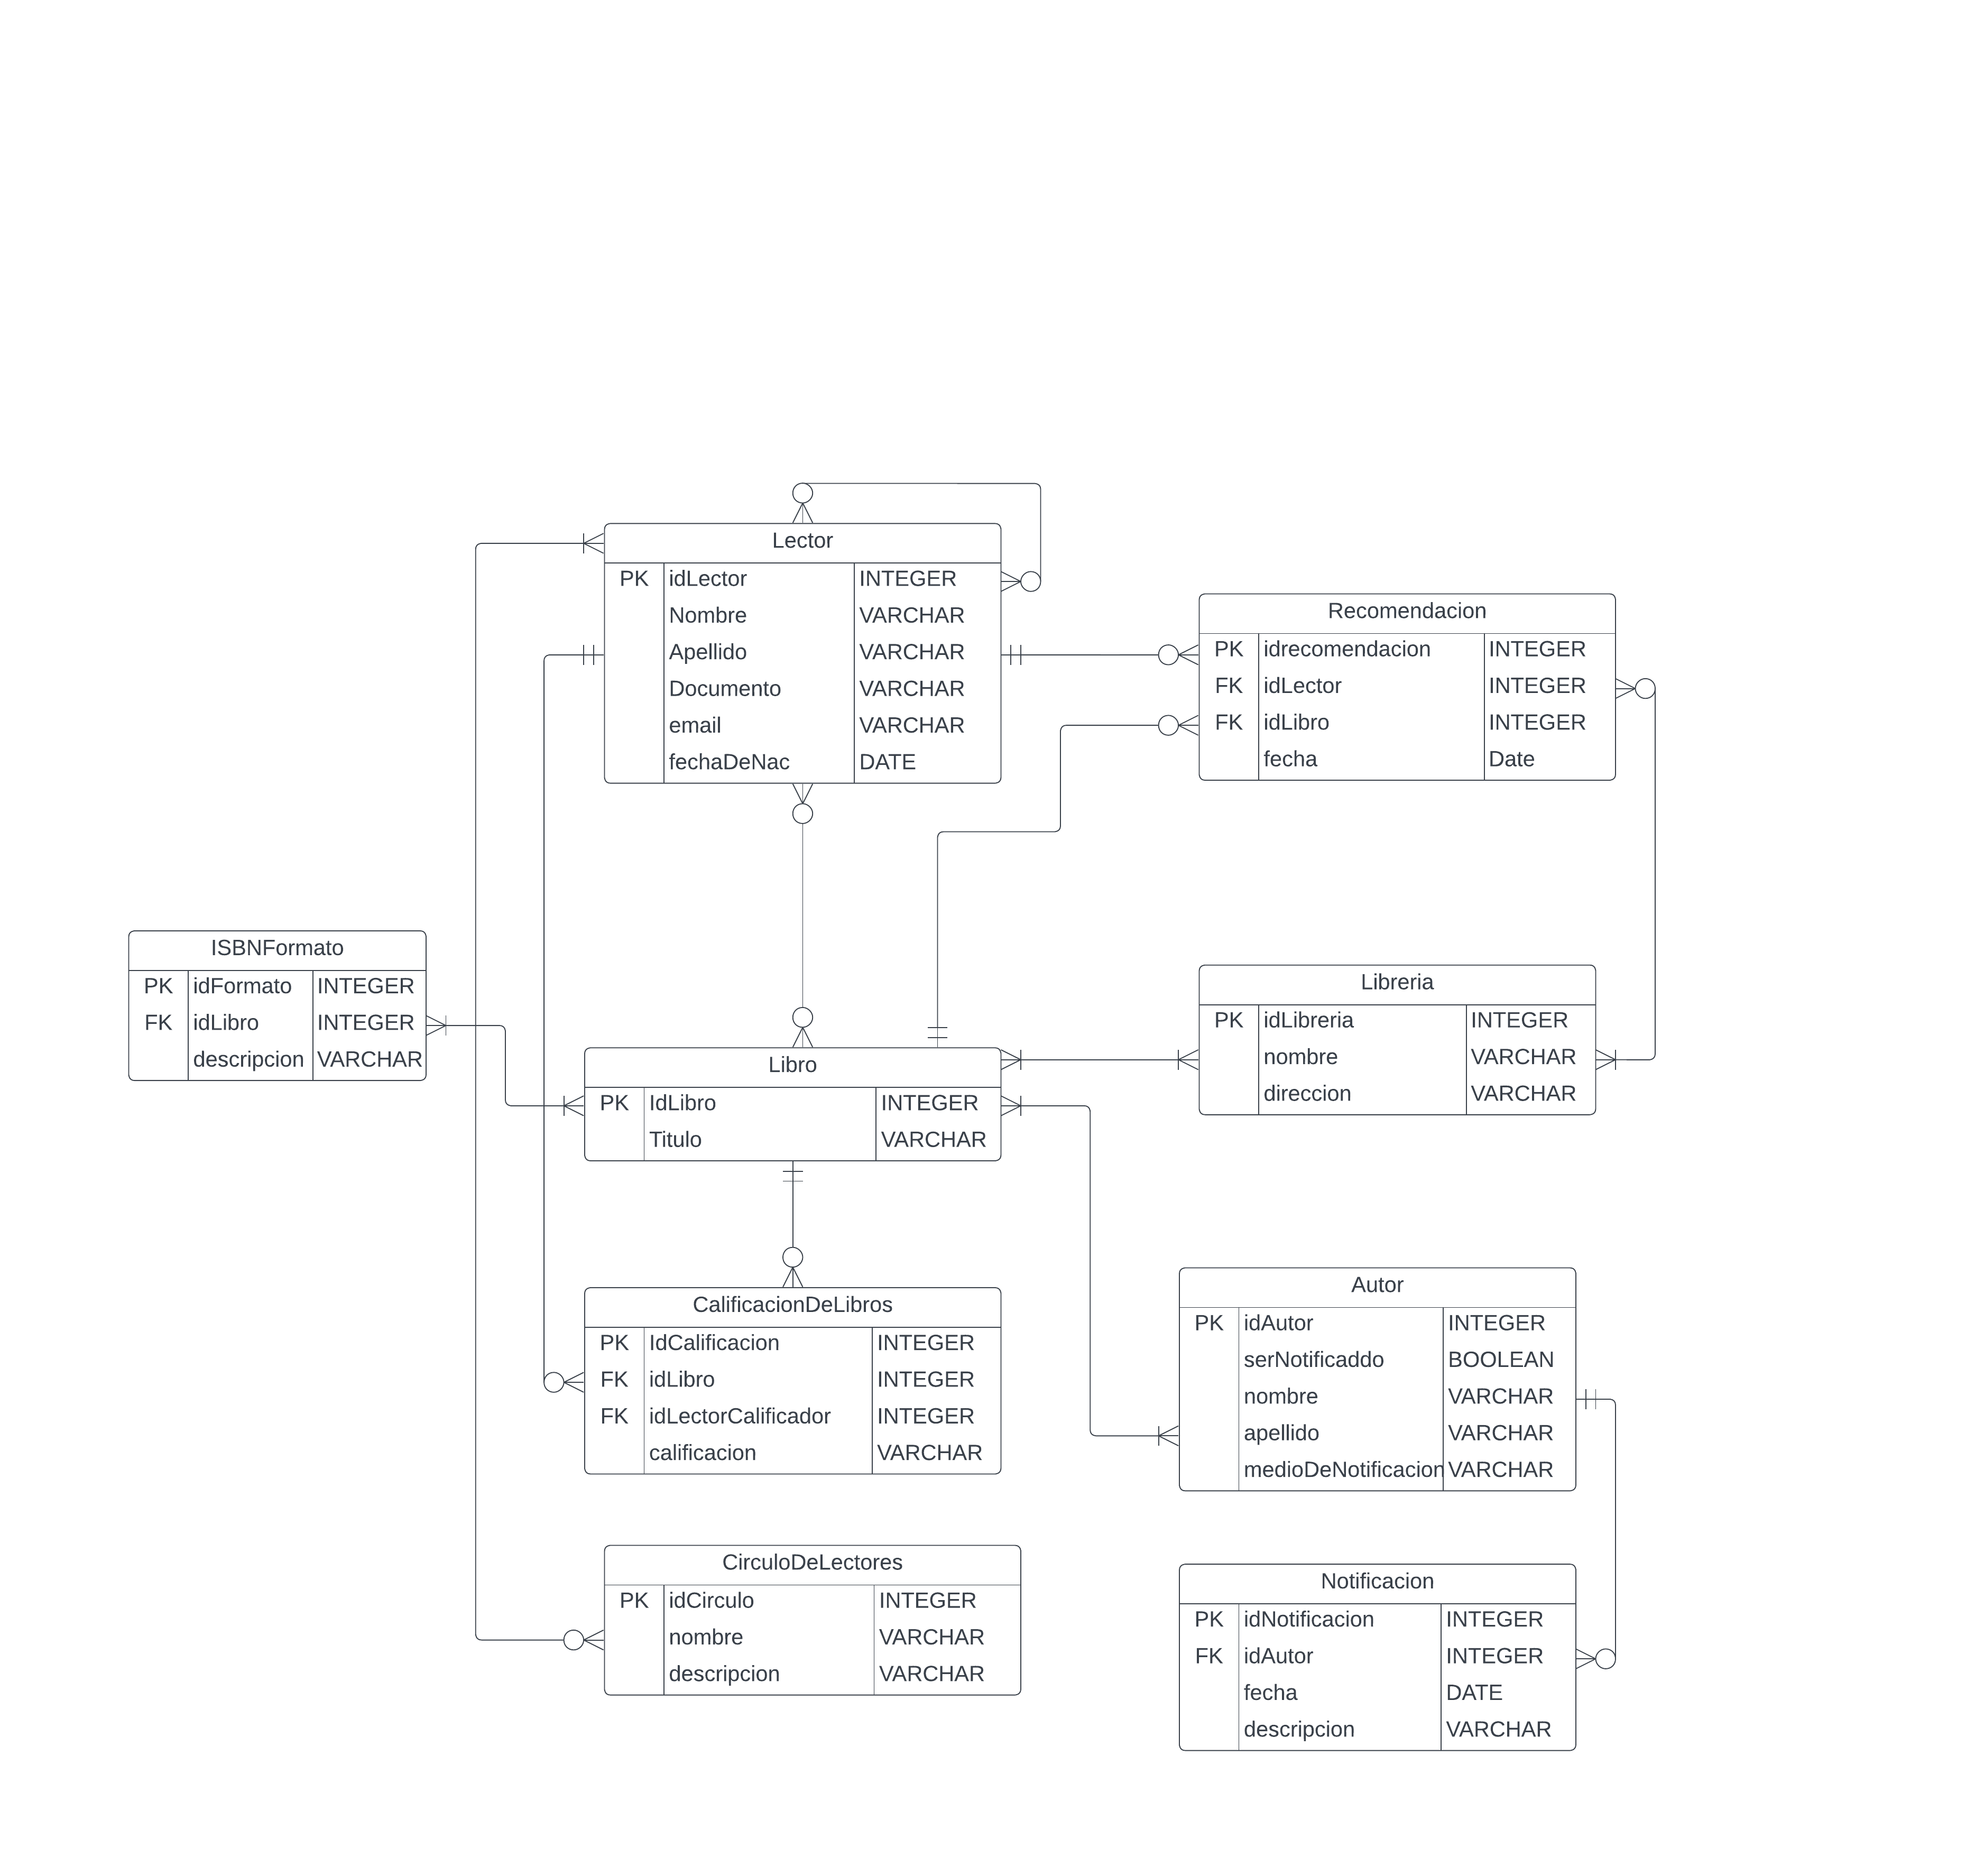 Lector
PK idLector INTEGER
Nombre VARCHAR
Apellido VARCHAR
Documento VARCHAR
email VARCHAR
fechaDeNac DATE
Recomendacion
PK idrecomendacion INTEGER
FK idLector INTEGER
FK idLibro INTEGER
fecha Date
ISBNFormato
PK idFormato INTEGER
FK idLibro INTEGER
descripcion VARCHAR
Libreria
PK idLibreria INTEGER
nombre VARCHAR
direccion VARCHAR
Libro
PK IdLibro INTEGER
Titulo VARCHAR
CalificacionDeLibros
PK IdCalificacion INTEGER
FK idLibro INTEGER
FK idLectorCalificador INTEGER
calificacion VARCHAR
Autor
PK idAutor INTEGER
serNotificaddo BOOLEAN
nombre VARCHAR
apellido VARCHAR
medioDeNotificacion VARCHAR
CirculoDeLectores
PK idCirculo INTEGER
nombre VARCHAR
descripcion VARCHAR
Notificacion
PK idNotificacion INTEGER
FK idAutor INTEGER
fecha DATE
descripcion VARCHAR